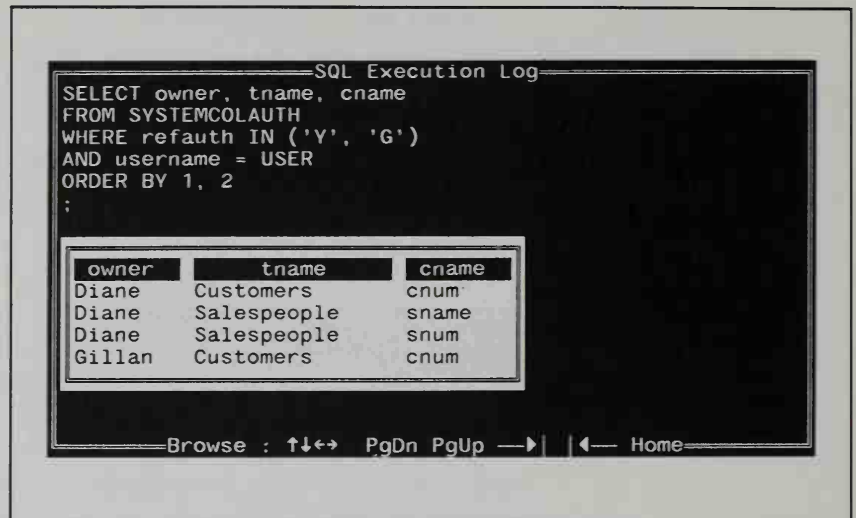 SQL Execution Log
SELECT owner, tname, cname
FROM SYSTEMCOLAUTH
WHERE refauth IN ('Y', 'G')
AND username = USER
ORDER BY 1, 2
;
owner tname cname
Diane Customers cnum
Diane Salespeople sname
Diane Salespeople snum
Gillan Customers cnum
Browse : ↑↓←→ PgDn PgUp —▶| |◀— Home